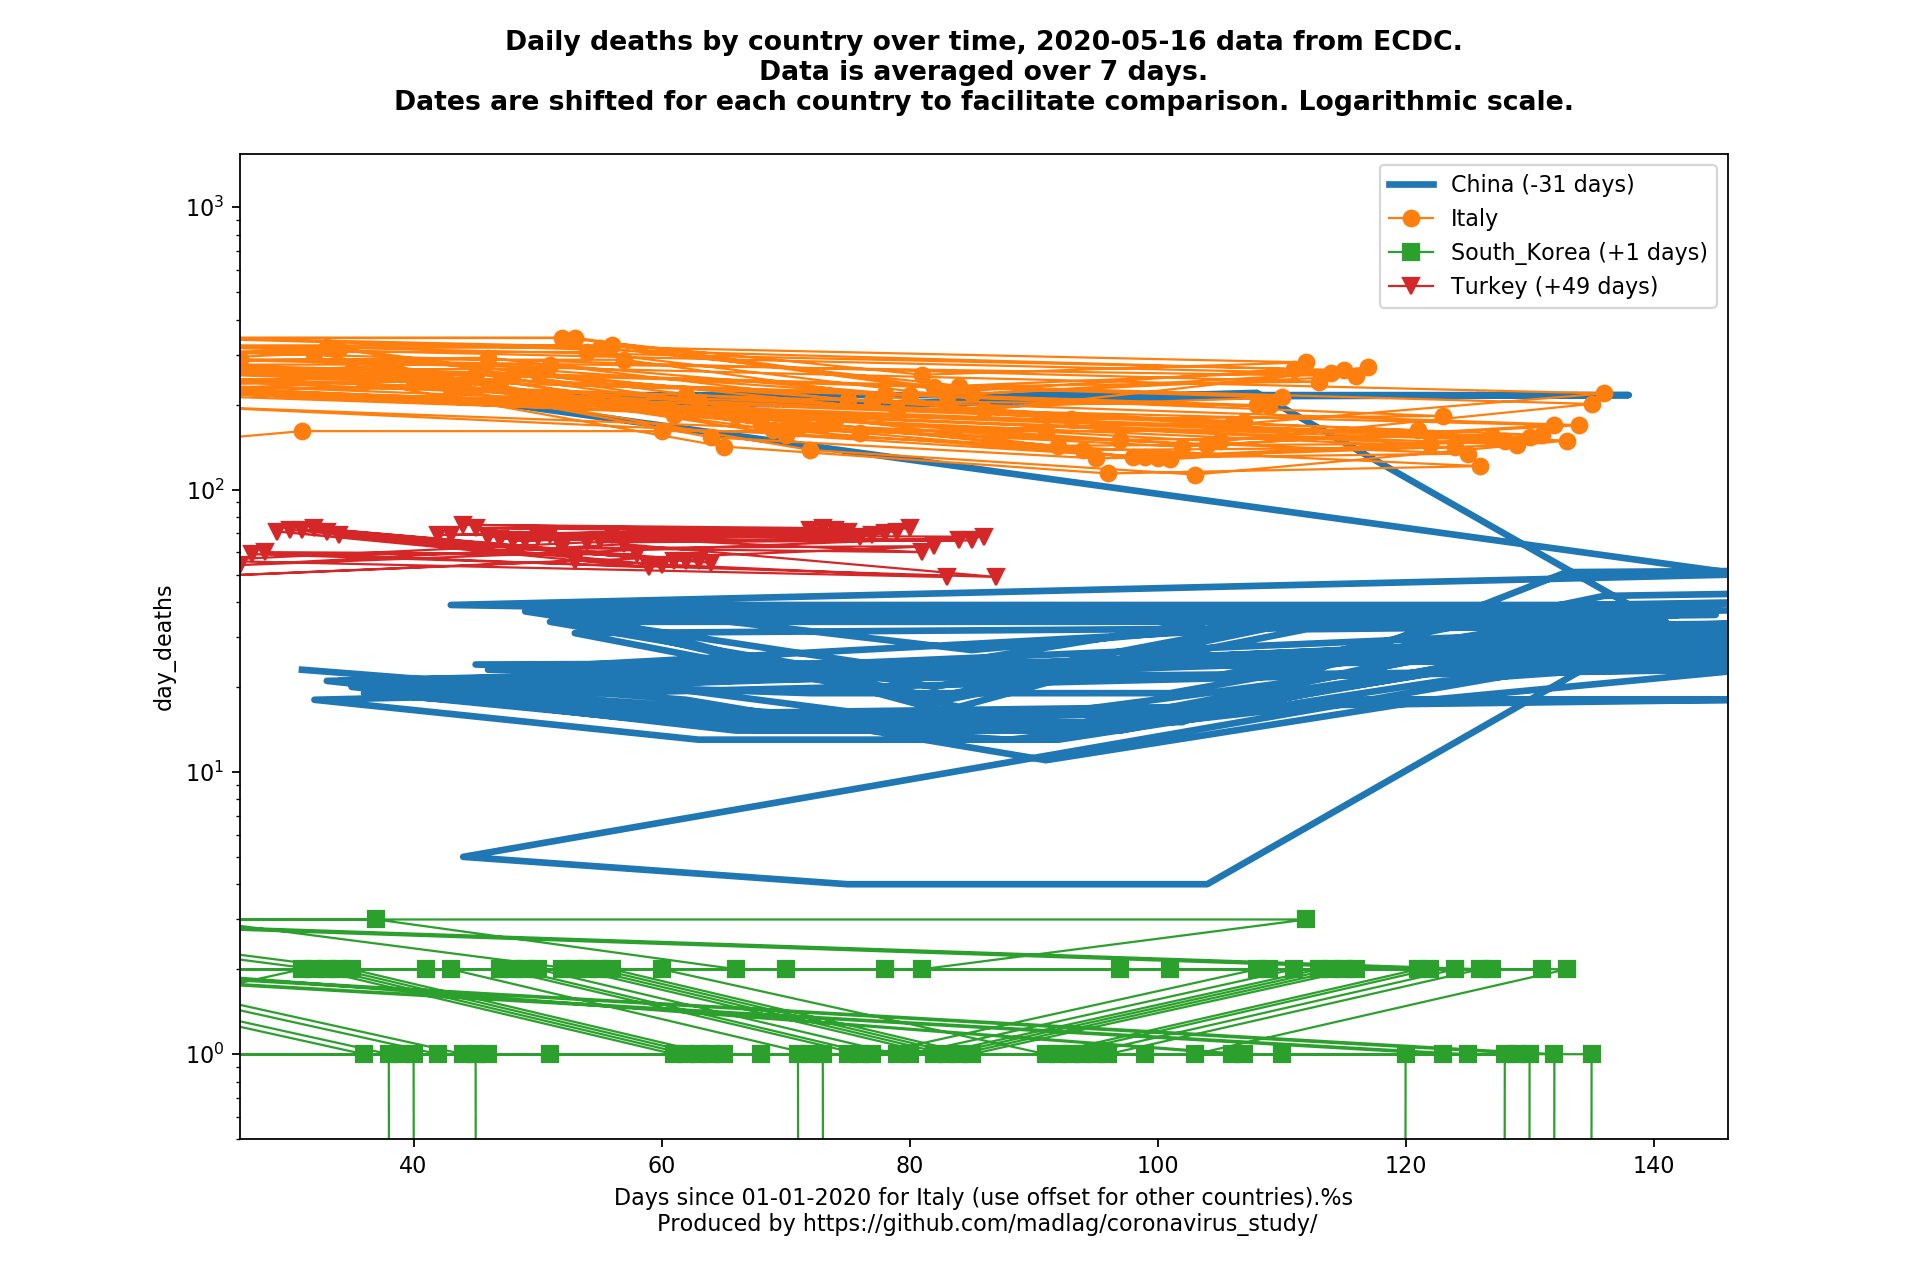 Daily deaths by country over time, 2020-05-16 data from ECDC.
Data is averaged over 7 days.
Dates are shifted for each country to facilitate comparison. Logarithmic scale.
China (-31 days)
Italy
South_Korea (+1 days)
Turkey (+49 days)
10³
10²
10¹
10⁰
day_deaths
40 60 80 100 120 140
Days since 01-01-2020 for Italy (use offset for other countries).%s
Produced by https://github.com/madlag/coronavirus_study/